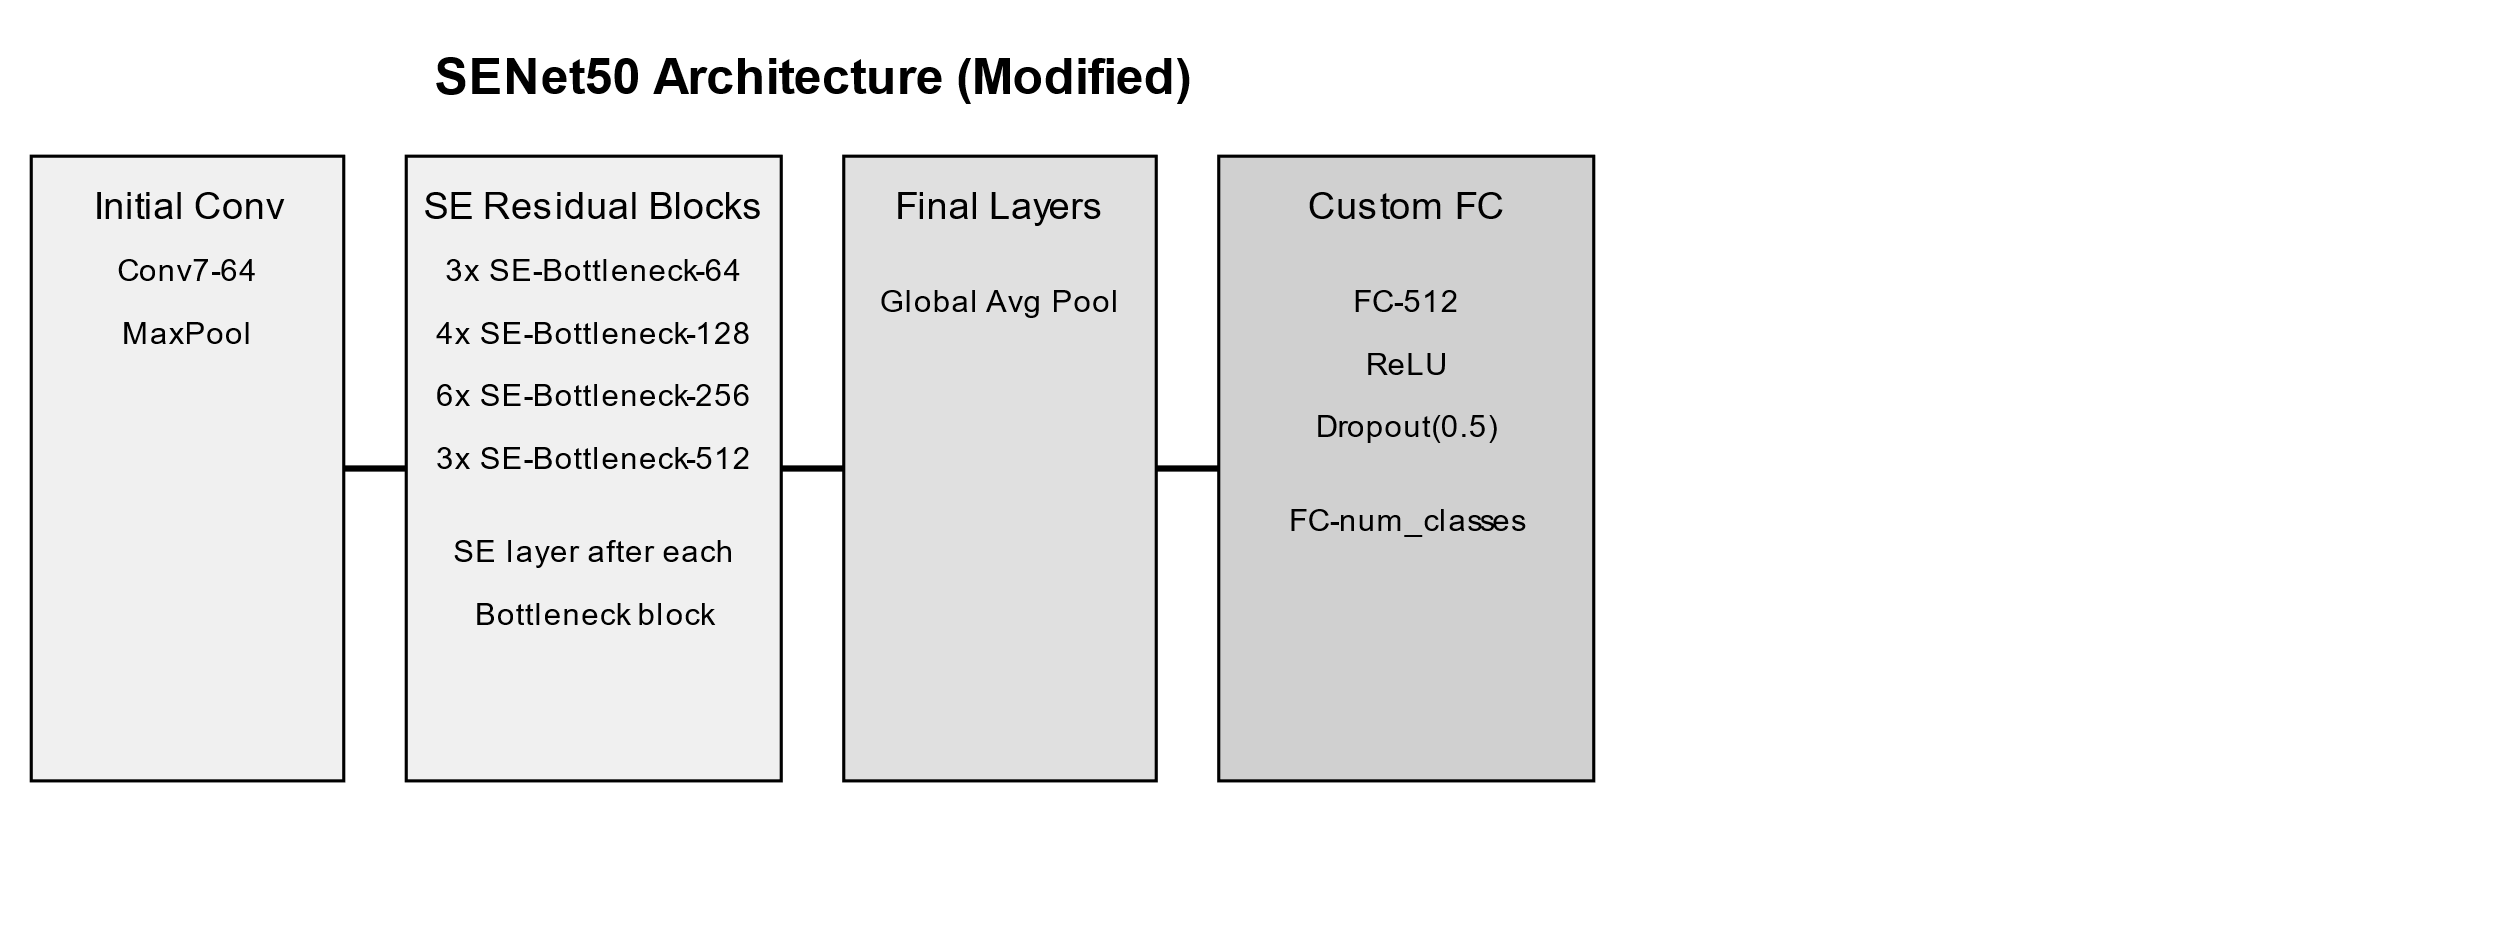 SENet50 Architecture (Modified)
Initial Conv
Conv7-64
MaxPool
SE Residual Blocks
3x SE-Bottleneck-64
4x SE-Bottleneck-128
6x SE-Bottleneck-256
3x SE-Bottleneck-512
SE layer after each
Bottleneck block
Final Layers
Global Avg Pool
Custom FC
FC-512
ReLU
Dropout(0.5)
FC-num_classes